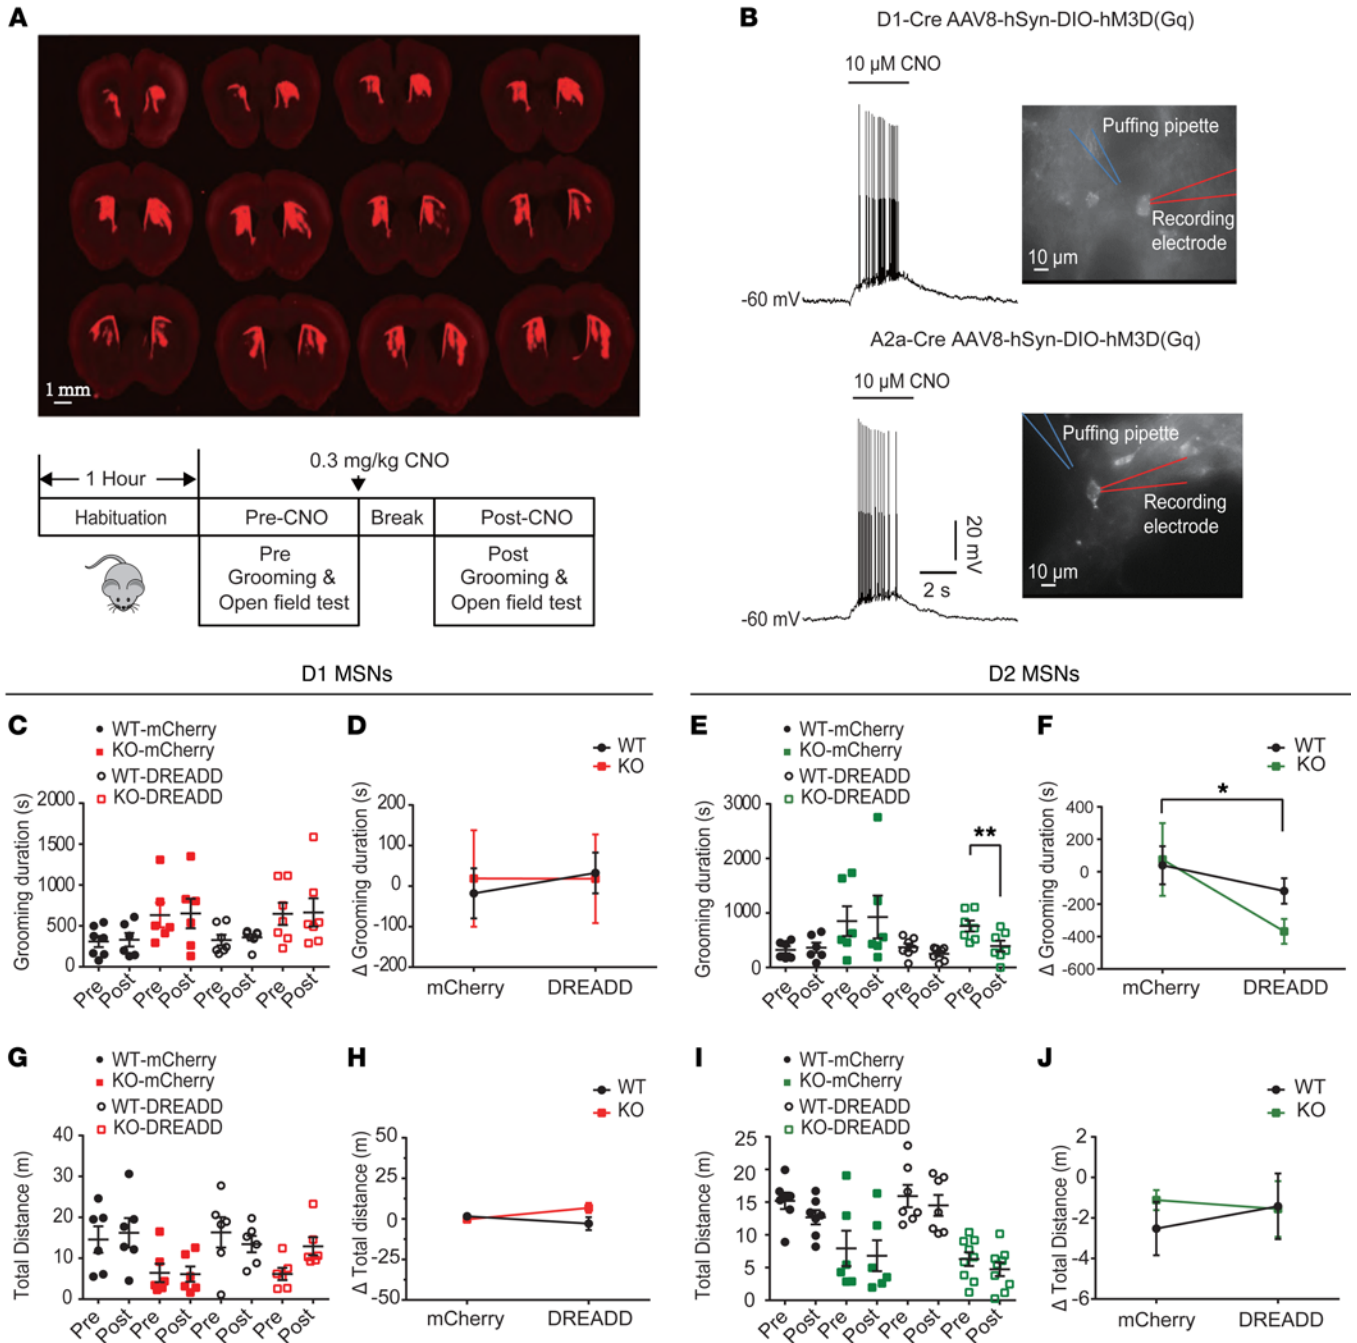 A
1 mm
0.3 mg/kg CNO
1 Hour
Habituation
Pre-CNO
Break
Post-CNO
Pre
Grooming &
Open field test
Post
Grooming &
Open field test
B
D1-Cre AAV8-hSyn-DIO-hM3D(Gq)
10 µM CNO
-60 mV
Puffing pipette
Recording
electrode
10 µm
A2a-Cre AAV8-hSyn-DIO-hM3D(Gq)
10 µM CNO
-60 mV
20 mV
2 s
Puffing pipette
Recording
electrode
10 µm
D1 MSNs
D2 MSNs
C
WT-mCherry
KO-mCherry
WT-DREADD
KO-DREADD
Grooming duration (s)
2000
1500
1000
500
0
Pre Post Pre Post Pre Post Pre Post
D
WT
KO
Δ Grooming duration (s)
200
100
0
-100
-200
mCherry DREADD
E
WT-mCherry
KO-mCherry
WT-DREADD
KO-DREADD
Grooming duration (s)
3000
2000
1000
0
**
Pre Post Pre Post Pre Post Pre Post
F
WT
KO
Δ Grooming duration (s)
400
200
0
-200
-400
-600
*
mCherry DREADD
G
WT-mCherry
KO-mCherry
WT-DREADD
KO-DREADD
Total Distance (m)
40
30
20
10
0
Pre Post Pre Post Pre Post Pre Post
H
WT
KO
Δ Total distance (m)
50
25
0
-25
-50
mCherry DREADD
I
WT-mCherry
KO-mCherry
WT-DREADD
KO-DREADD
Total Distance (m)
25
20
15
10
5
0
Pre Post Pre Post Pre Post Pre Post
J
WT
KO
Δ Total Distance (m)
2
0
-2
-4
-6
mCherry DREADD